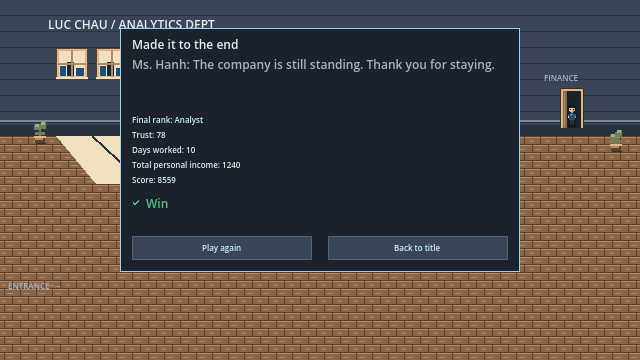 LUC CHAU / ANALYTICS DEPT
Made it to the end
Ms. Hanh: The company is still standing. Thank you for staying.
FINANCE
Final rank: Analyst
Trust: 78
Days worked: 10
Total personal income: 1240
Score: 8559
✓ Win
Play again
Back to title
ENTRANCE →